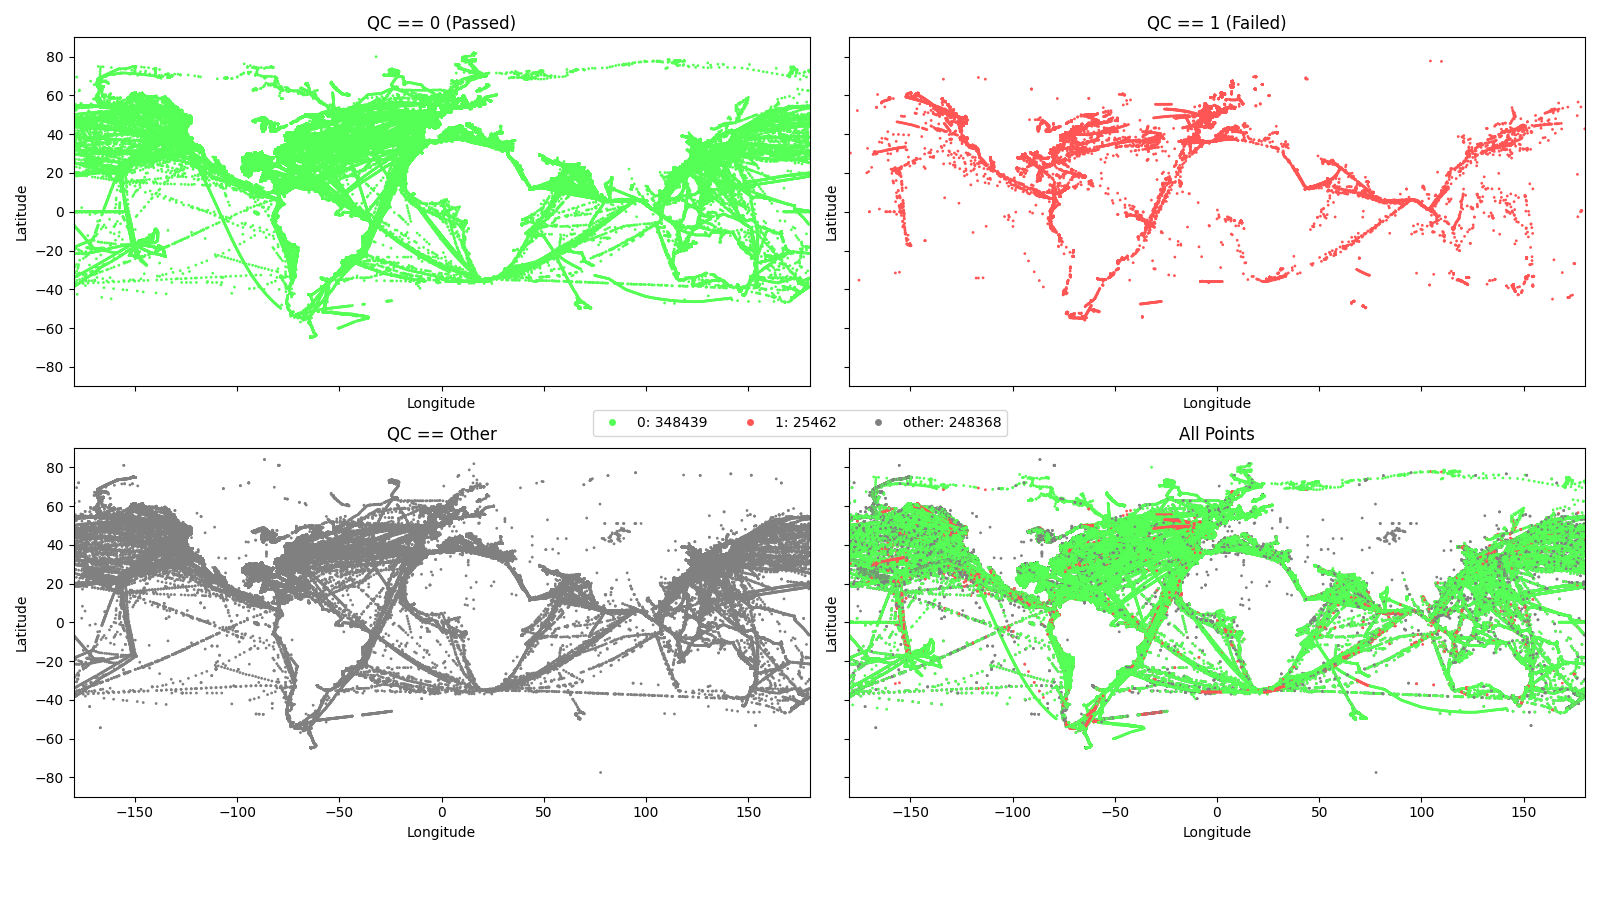 QC == 0 (Passed)
QC == 1 (Failed)
80
60
40
20
0
−20
−40
−60
−80
Latitude
Latitude
Longitude
Longitude
0: 348439 1: 25462 other: 248368
QC == Other
All Points
80
60
40
20
0
−20
−40
−60
−80
Latitude
Latitude
−150 −100 −50 0 50 100 150
−150 −100 −50 0 50 100 150
Longitude
Longitude